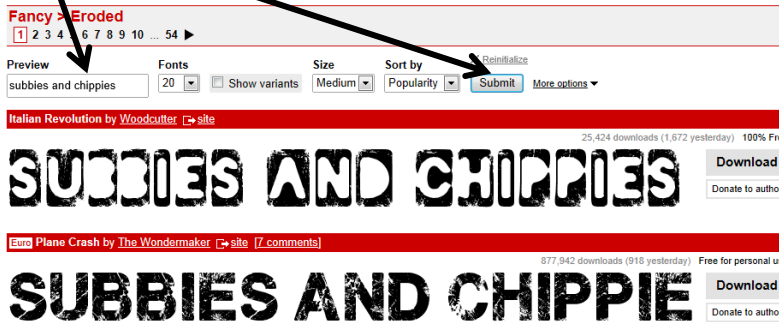 Fancy > Eroded
1 2 3 4 5 6 7 8 9 10 ... 54
Reinitialize
Preview Fonts Size Sort by
subbies and chippies 20 Show variants Medium Popularity Submit More options
Italian Revolution by Woodcutter site
25,424 downloads (1,672 yesterday) 100% Fre
SUBBIES AND CHIPPIES
Download
Donate to autho
Euro Plane Crash by The Wondermaker site [7 comments]
877,942 downloads (918 yesterday) Free for personal us
SUBBIES AND CHIPPIE
Download
Donate to autho